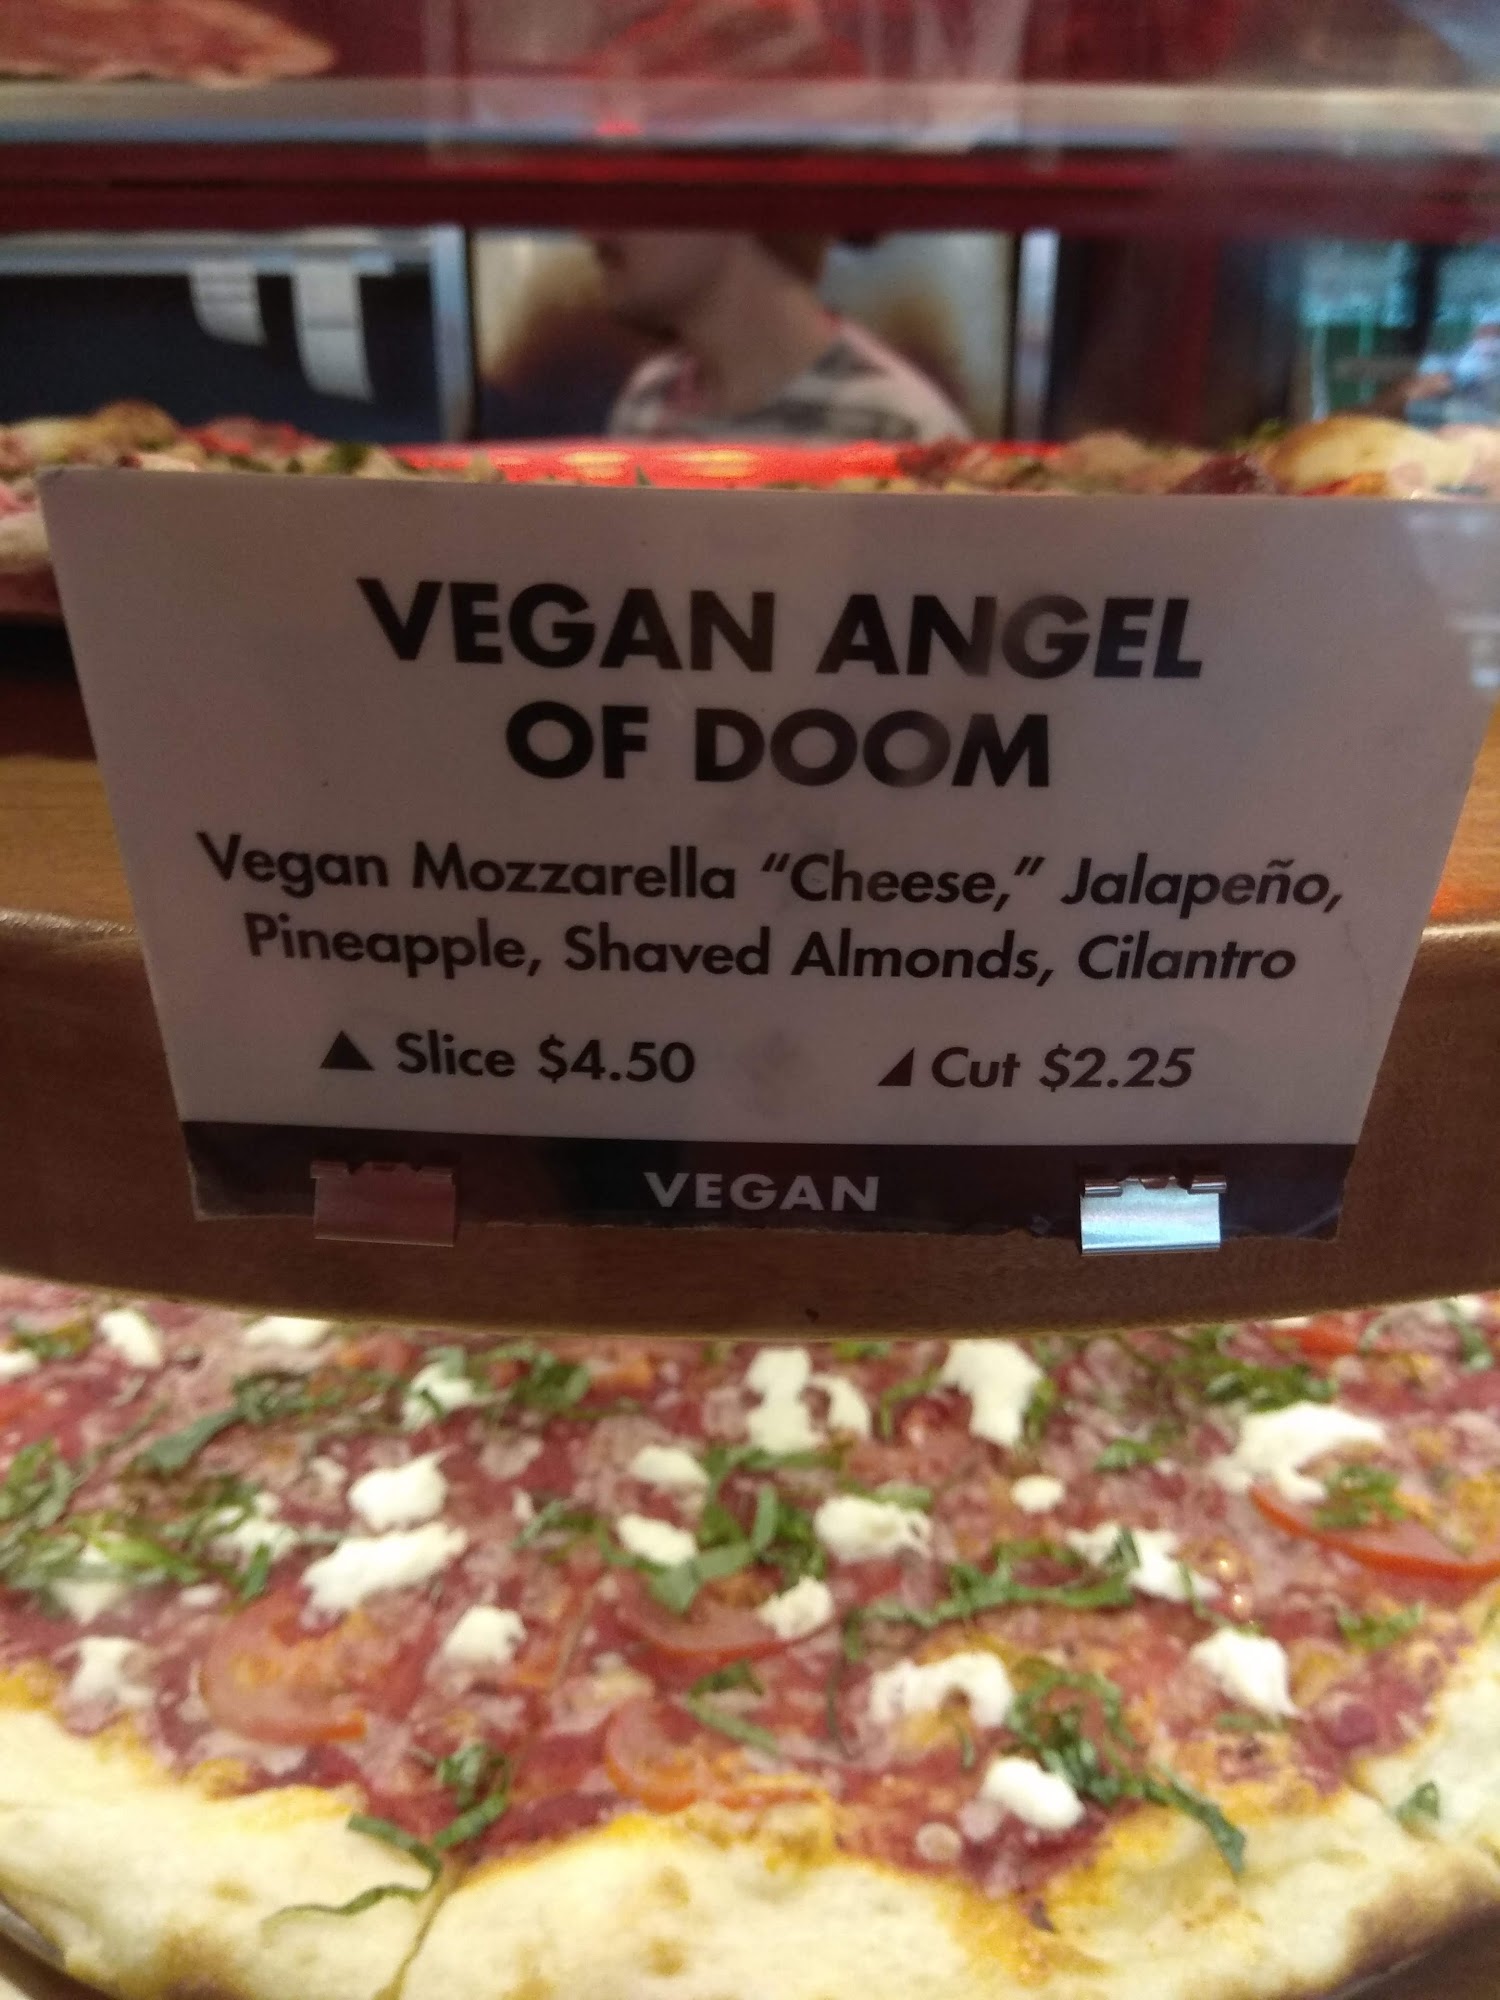 VEGAN ANGEL
OF DOOM
Vegan Mozzarella “Cheese,” Jalapeño,
Pineapple, Shaved Almonds, Cilantro
▲ Slice $4.50 ◢ Cut $2.25
VEGAN